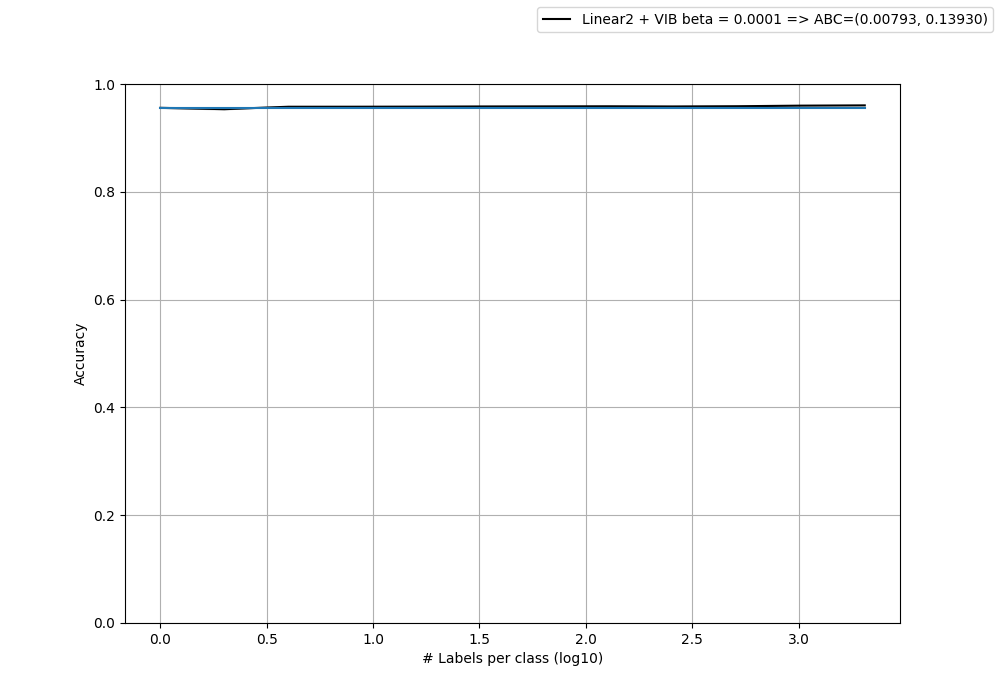 Linear2 + VIB beta = 0.0001 => ABC=(0.00793, 0.13930)
1.0
0.8
0.6
0.4
0.2
0.0
Accuracy
0.0 0.5 1.0 1.5 2.0 2.5 3.0
# Labels per class (log10)